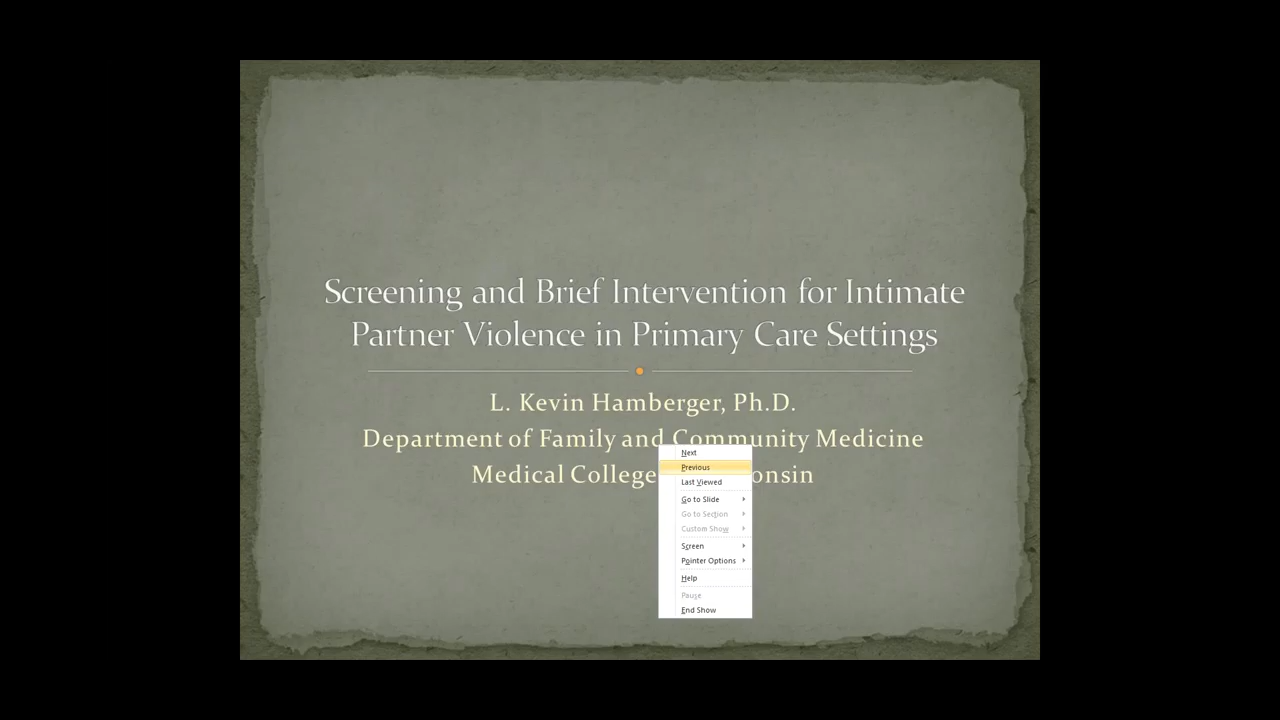 Screening and Brief Intervention for Intimate
Partner Violence in Primary Care Settings
L. Kevin Hamberger, Ph.D.
Department of Family and Community Medicine
Medical College onsin
Next
Previous
Last Viewed
Go to Slide
Go to Section
Custom Show
Screen
Pointer Options
Help
Pause
End Show